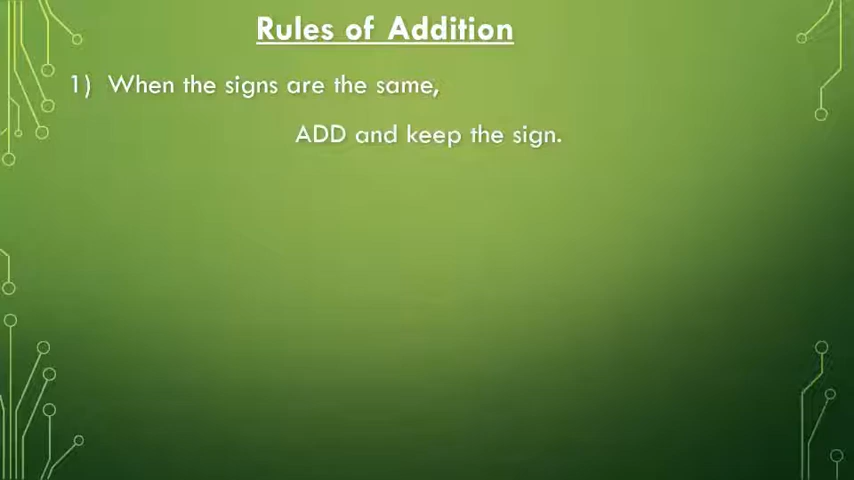 Rules of Addition
1) When the signs are the same,
ADD and keep the sign.